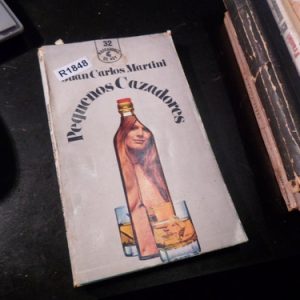 32
R1848
Juan Carlos Martini
Pequeños Cazadores